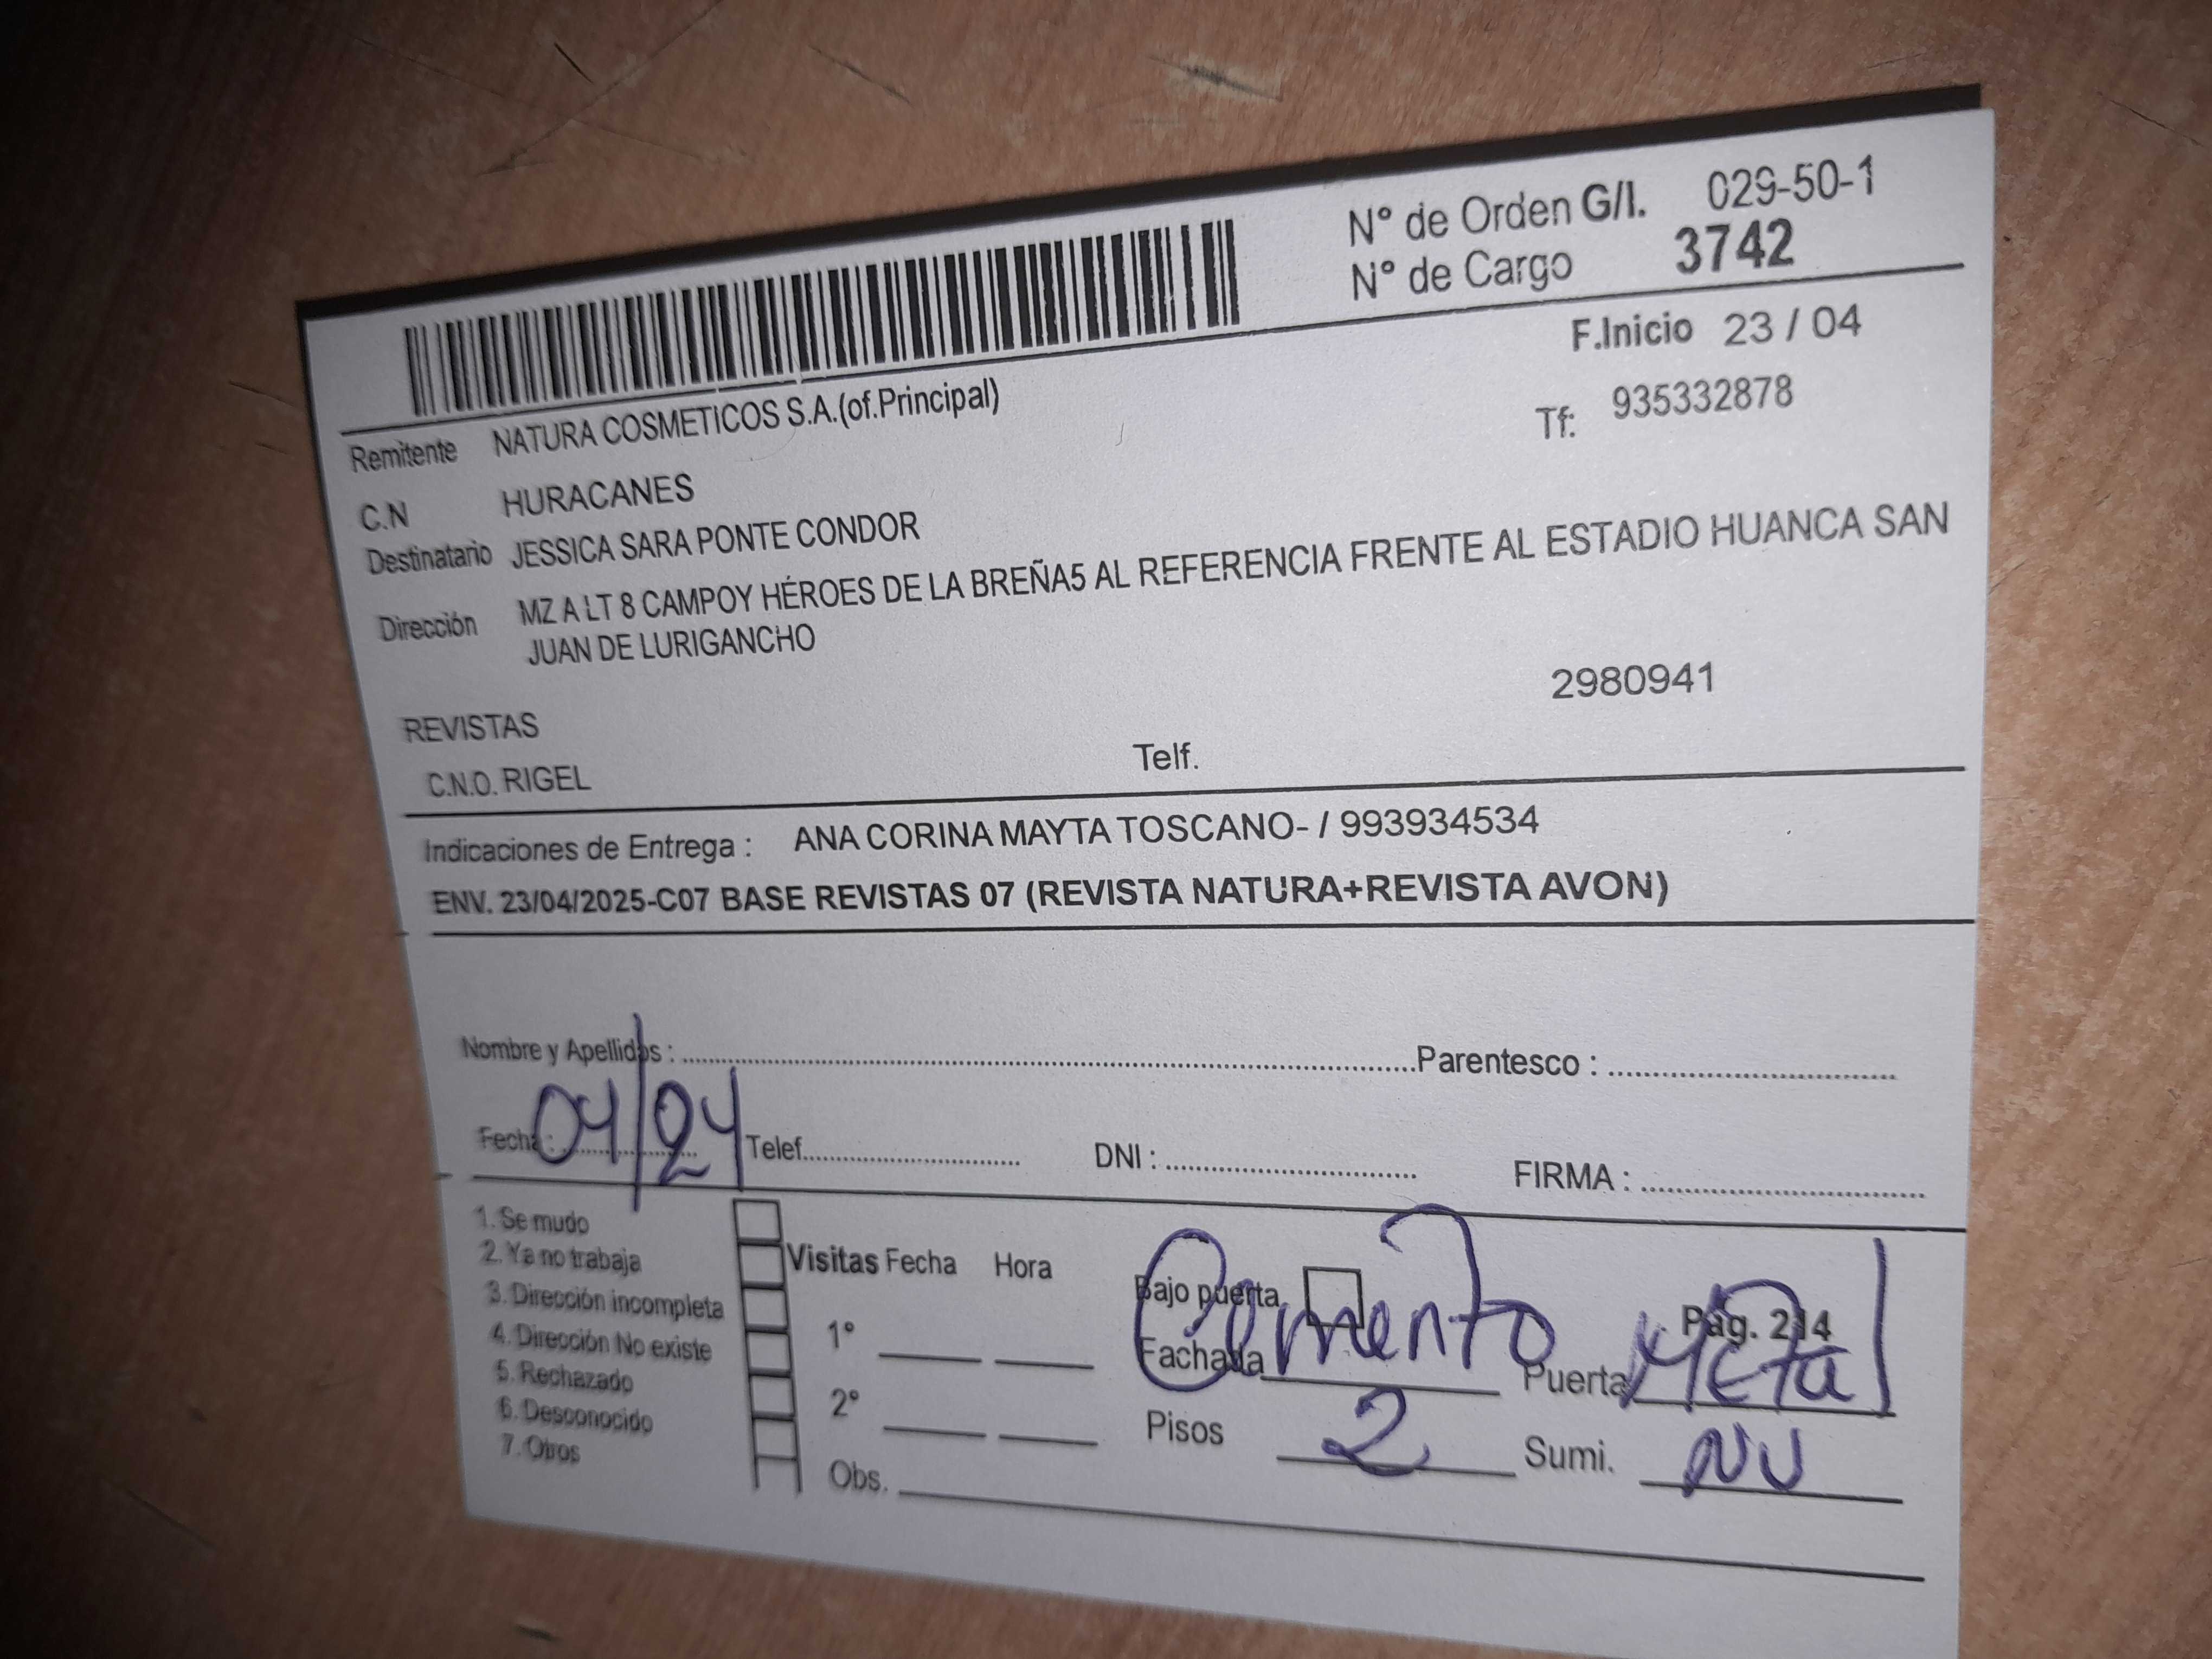 N° de Orden G/I. 029-50-1
N° de Cargo 3742
F.Inicio 23 / 04
Remitente NATURA COSMETICOS S.A.(of.Principal)
Tf: 935332878
C.N HURACANES
Destinatario JESSICA SARA PONTE CONDOR
Dirección MZ A LT 8 CAMPOY HÉROES DE LA BREÑA5 AL REFERENCIA FRENTE AL ESTADIO HUANCA SAN
JUAN DE LURIGANCHO
2980941
REVISTAS
C.N.O. RIGEL Telf.
Indicaciones de Entrega : ANA CORINA MAYTA TOSCANO- / 993934534
ENV. 23/04/2025-C07 BASE REVISTAS 07 (REVISTA NATURA+REVISTA AVON)
Nombre y Apellidos : Parentesco :
Fecha : 04/24 Telef. DNI : FIRMA :
1. Se mudo
2. Ya no trabaja
3. Dirección incompleta
4. Dirección No existe
5. Rechazado
6. Desconocido
7. Otros
Visitas Fecha Hora
1°
2°
Obs.
Bajo puerta
Pág. 214
Fachada Cemento Puerta Metal
Pisos 2 Sumi.